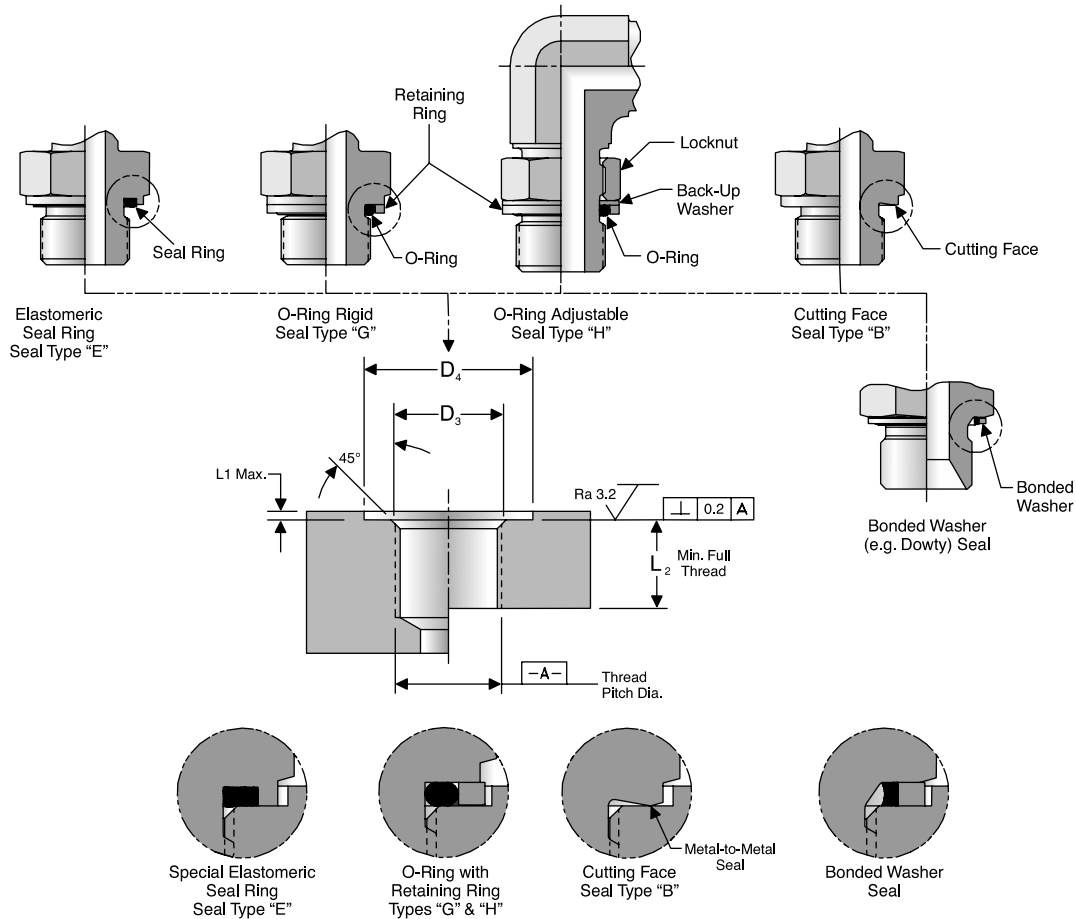 Retaining
Ring
Locknut
Back-Up
Washer
Seal Ring
O-Ring
O-Ring
Cutting Face
Elastomeric
Seal Ring
Seal Type “E”
O-Ring Rigid
Seal Type “G”
O-Ring Adjustable
Seal Type “H”
Cutting Face
Seal Type “B”
D4
D3
45°
L1 Max.
Ra 3.2
⊥ 0.2 A
L2
Min. Full
Thread
Bonded
Washer
Bonded Washer
(e.g. Dowty) Seal
-A-
Thread
Pitch Dia.
Metal-to-Metal
Seal
Special Elastomeric
Seal Ring
Seal Type “E”
O-Ring with
Retaining Ring
Types “G” & “H”
Cutting Face
Seal Type “B”
Bonded Washer
Seal